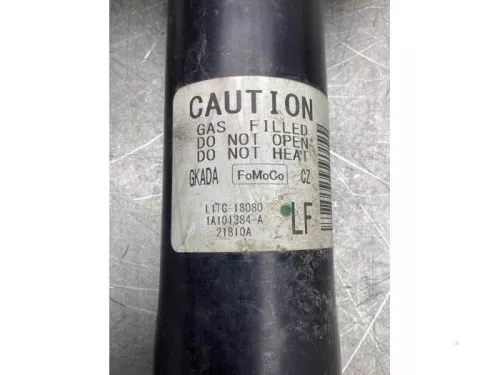 CAUTION
GAS FILLED
DO NOT OPEN
DO NOT HEAT
GKADA FoMoCo CZ
L1TG-18080
1A101384-A LF
21810A